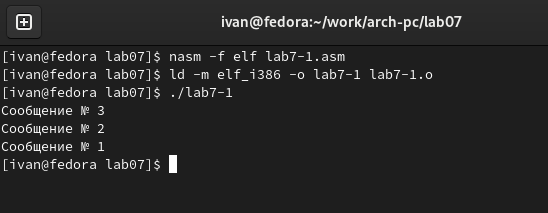 ivan@fedora:~/work/arch-pc/lab07
[ivan@fedora lab07]$ nasm -f elf lab7-1.asm
[ivan@fedora lab07]$ ld -m elf_i386 -o lab7-1 lab7-1.o
[ivan@fedora lab07]$ ./lab7-1
Сообщение № 3
Сообщение № 2
Сообщение № 1
[ivan@fedora lab07]$